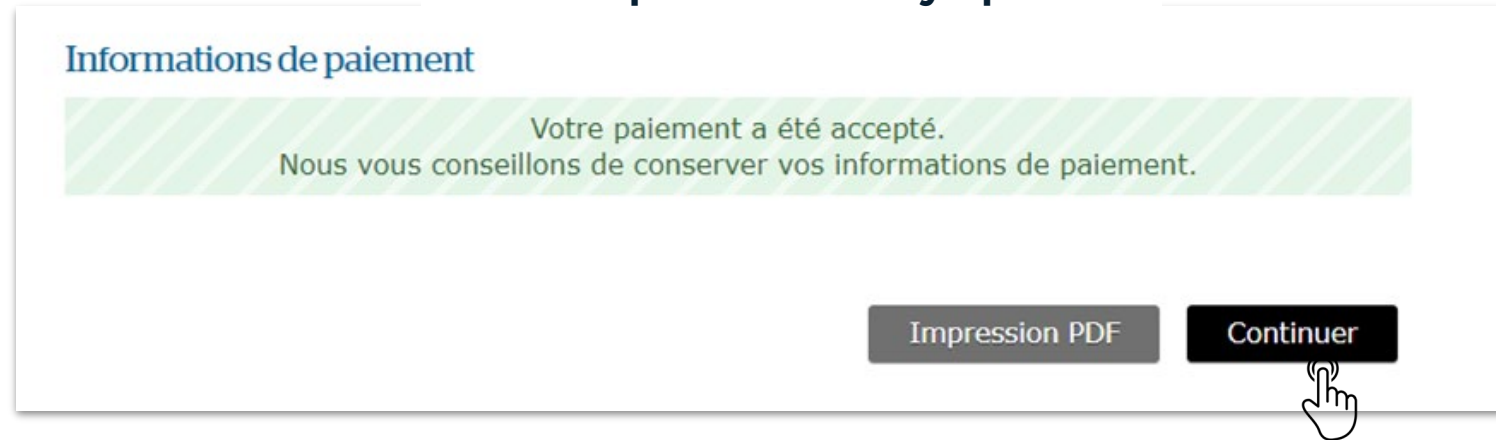 Informations de paiement
Votre paiement a été accepté.
Nous vous conseillons de conserver vos informations de paiement.
Impression PDF
Continuer